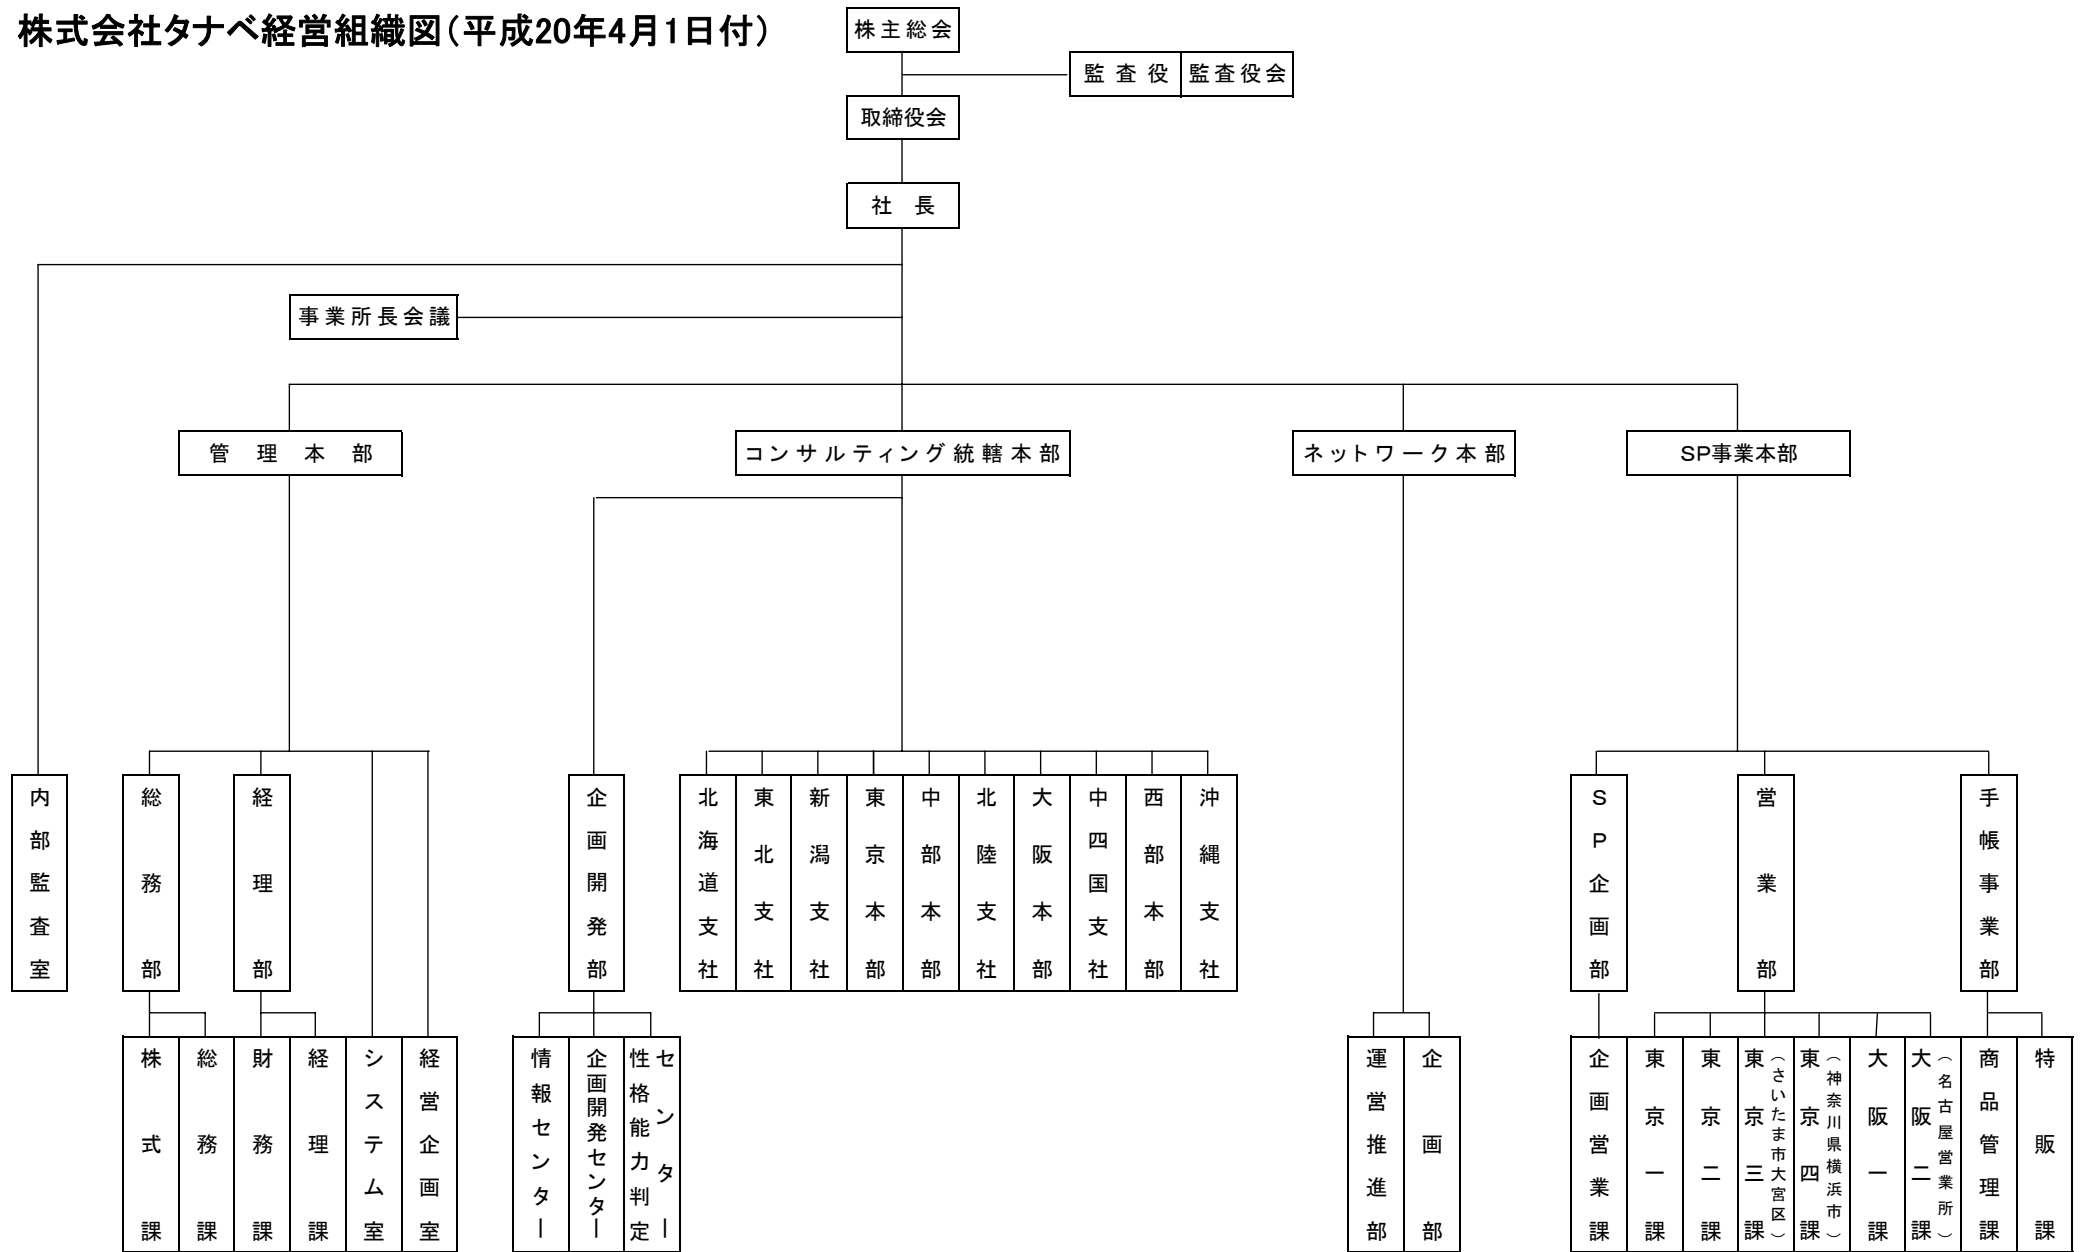 株式会社タナベ経営組織図（平成20年4月1日付）
株主総会
監査役
監査役会
取締役会
社長
事業所長会議
管理本部
コンサルティング統轄本部
ネットワーク本部
SP事業本部
内部監査室
総務部
経理部
企画開発部
北海道支社
東北支社
新潟支社
東京本部
中部本部
北陸支社
大阪本部
中四国支社
西部本部
沖縄支社
SP企画部
営業部
手帳事業部
株式課
総務課
財務課
経理課
システム室
経営企画室
情報センター
企画開発センター
性格能力判定
センター
運営推進部
企画部
企画営業課
東京一課
東京二課
東京三課
（さいたま市大宮区）
東京四課
（神奈川県横浜市）
大阪一課
大阪二課
（名古屋営業所）
商品管理課
特販課